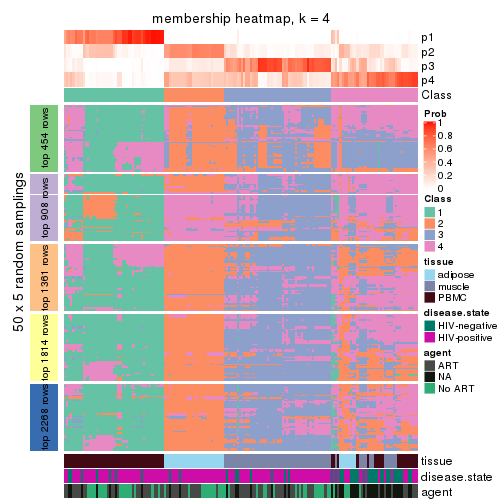 membership heatmap, k = 4
p1
p2
p3
p4
Class
50 x 5 random samplings
top 454 rows
top 908 rows
top 1361 rows
top 1814 rows
top 2268 rows
tissue
disease.state
agent
Prob
1
0.8
0.6
0.4
0.2
0
Class
1
2
3
4
tissue
adipose
muscle
PBMC
disease.state
HIV-negative
HIV-positive
agent
ART
NA
No ART